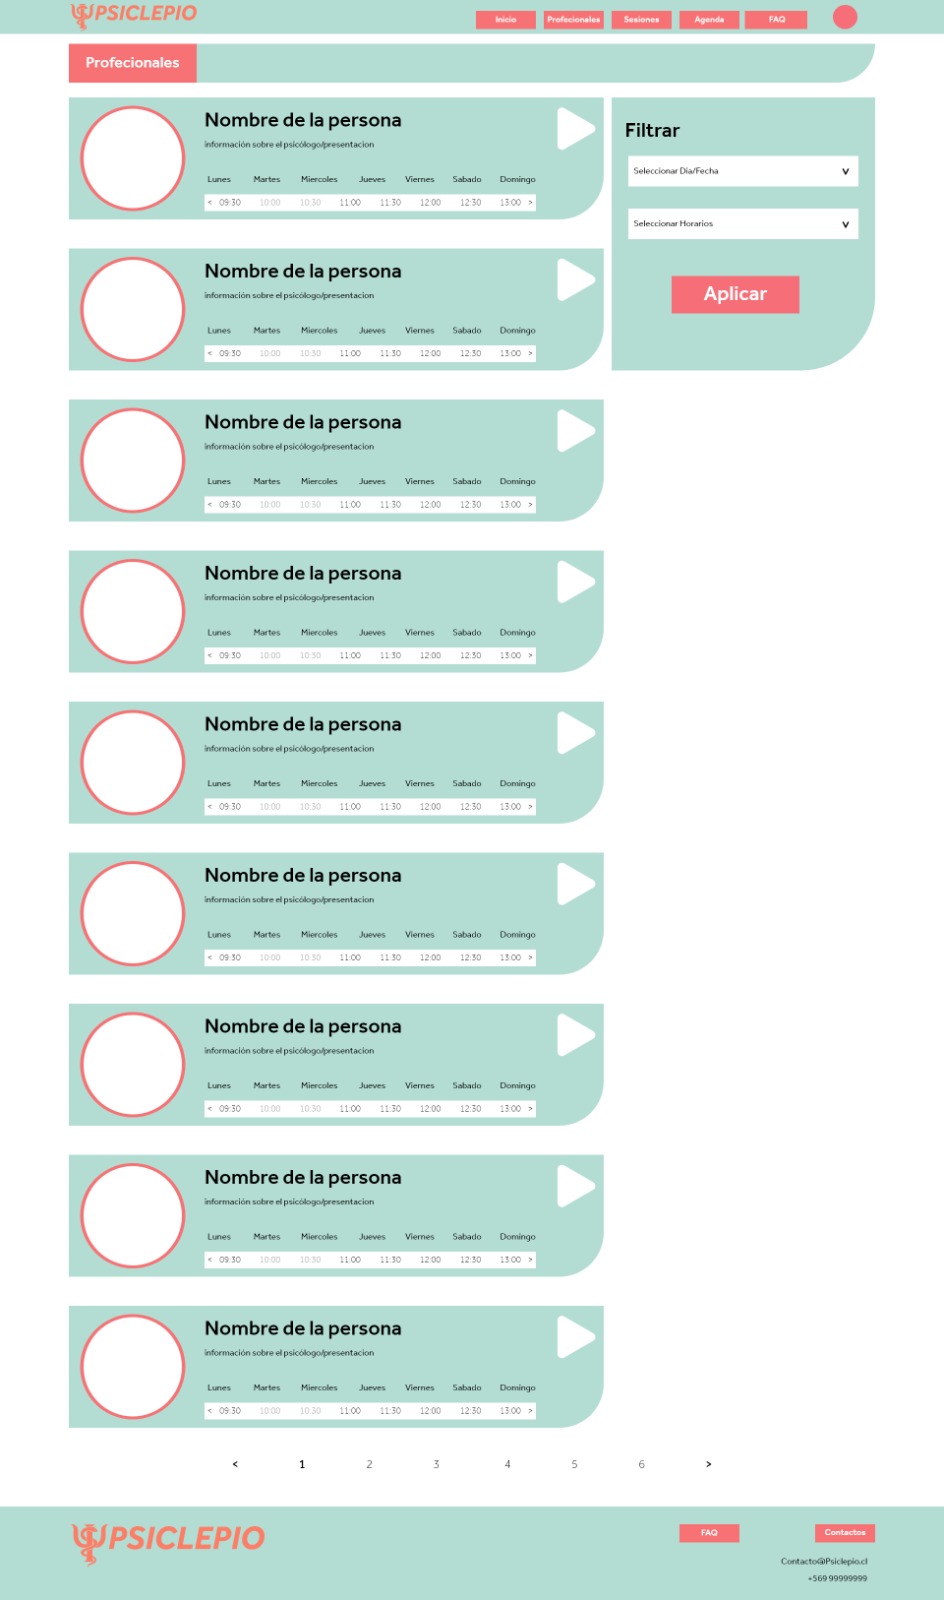 PSICLEPIO
Inicio Profecionales Sesiones Agenda FAQ
Profecionales
Nombre de la persona
información sobre el psicólogo/presentacion
Lunes Martes Miercoles Jueves Viernes Sabado Domingo
< 09:30 10:00 10:30 11:00 11:30 12:00 12:30 13:00 >
Filtrar
Seleccionar Dia/Fecha v
Seleccionar Horarios v
Aplicar
Nombre de la persona
información sobre el psicólogo/presentacion
Lunes Martes Miercoles Jueves Viernes Sabado Domingo
< 09:30 10:00 10:30 11:00 11:30 12:00 12:30 13:00 >
Nombre de la persona
información sobre el psicólogo/presentacion
Lunes Martes Miercoles Jueves Viernes Sabado Domingo
< 09:30 10:00 10:30 11:00 11:30 12:00 12:30 13:00 >
Nombre de la persona
información sobre el psicólogo/presentacion
Lunes Martes Miercoles Jueves Viernes Sabado Domingo
< 09:30 10:00 10:30 11:00 11:30 12:00 12:30 13:00 >
Nombre de la persona
información sobre el psicólogo/presentacion
Lunes Martes Miercoles Jueves Viernes Sabado Domingo
< 09:30 10:00 10:30 11:00 11:30 12:00 12:30 13:00 >
Nombre de la persona
información sobre el psicólogo/presentacion
Lunes Martes Miercoles Jueves Viernes Sabado Domingo
< 09:30 10:00 10:30 11:00 11:30 12:00 12:30 13:00 >
Nombre de la persona
información sobre el psicólogo/presentacion
Lunes Martes Miercoles Jueves Viernes Sabado Domingo
< 09:30 10:00 10:30 11:00 11:30 12:00 12:30 13:00 >
Nombre de la persona
información sobre el psicólogo/presentacion
Lunes Martes Miercoles Jueves Viernes Sabado Domingo
< 09:30 10:00 10:30 11:00 11:30 12:00 12:30 13:00 >
Nombre de la persona
información sobre el psicólogo/presentacion
Lunes Martes Miercoles Jueves Viernes Sabado Domingo
< 09:30 10:00 10:30 11:00 11:30 12:00 12:30 13:00 >
< 1 2 3 4 5 6 >
PSICLEPIO
FAQ Contactos
Contacto@Psiclepio.cl
+569 99999999